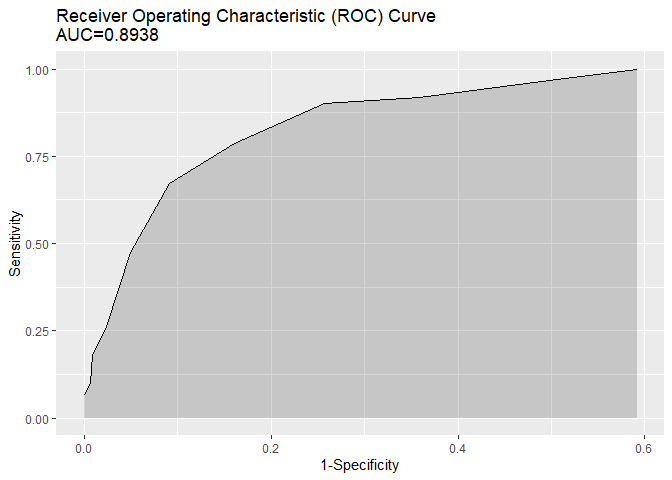 Receiver Operating Characteristic (ROC) Curve
AUC=0.8938
1.00
0.75
0.50
0.25
0.00
Sensitivity
0.0
0.2
0.4
0.6
1-Specificity